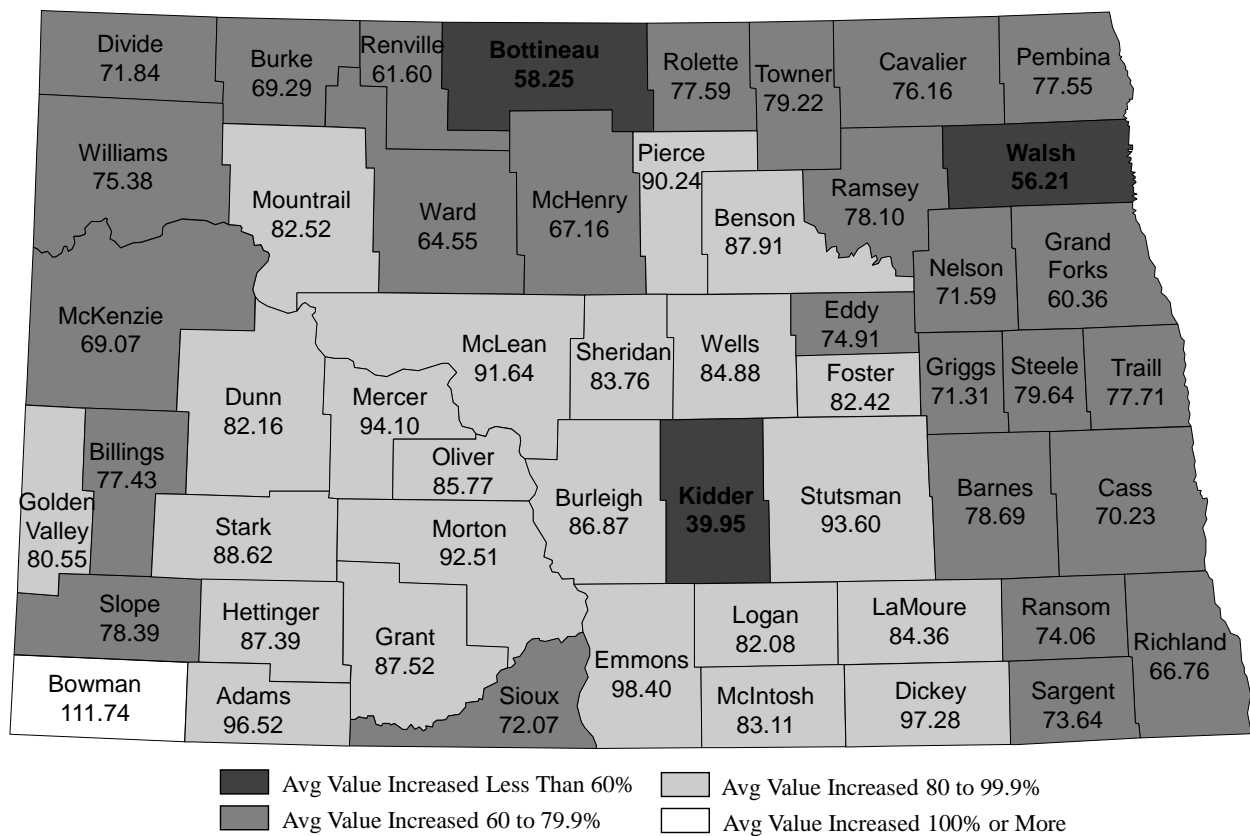 Divide
71.84
Burke
69.29
Renville
61.60
Bottineau
58.25
Rolette
77.59
Towner
79.22
Cavalier
76.16
Pembina
77.55
Williams
75.38
Mountrail
82.52
Ward
64.55
McHenry
67.16
Pierce
90.24
Benson
87.91
Ramsey
78.10
Walsh
56.21
Nelson
71.59
Grand
Forks
60.36
McKenzie
69.07
Dunn
82.16
McLean
91.64
Mercer
94.10
Oliver
85.77
Sheridan
83.76
Wells
84.88
Eddy
74.91
Foster
82.42
Griggs
71.31
Steele
79.64
Traill
77.71
Golden
Valley
80.55
Billings
77.43
Stark
88.62
Morton
92.51
Burleigh
86.87
Kidder
39.95
Stutsman
93.60
Barnes
78.69
Cass
70.23
Slope
78.39
Hettinger
87.39
Grant
87.52
Emmons
98.40
Logan
82.08
LaMoure
84.36
Ransom
74.06
Richland
66.76
Bowman
111.74
Adams
96.52
Sioux
72.07
McIntosh
83.11
Dickey
97.28
Sargent
73.64
Avg Value Increased Less Than 60%
Avg Value Increased 80 to 99.9%
Avg Value Increased 60 to 79.9%
Avg Value Increased 100% or More